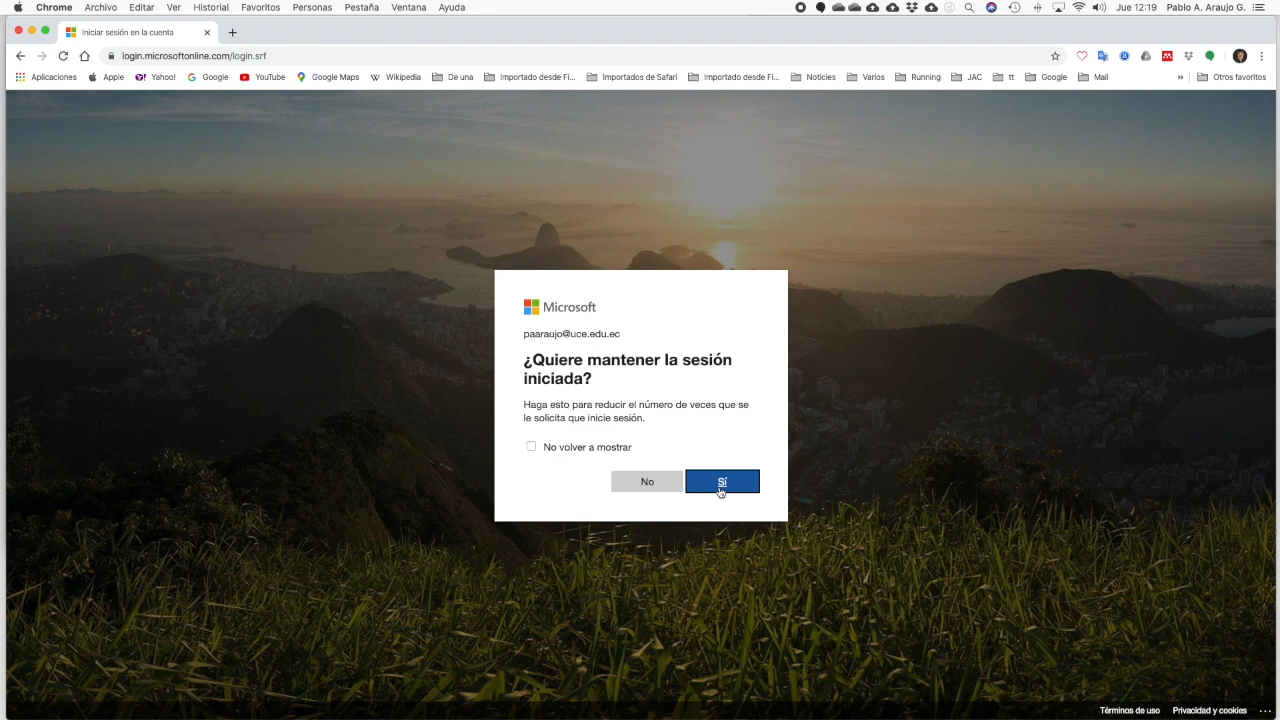 Chrome Archivo Editar Ver Historial Favoritos Personas Pestaña Ventana Ayuda Jue 12:19 Pablo A. Araujo G.
Iniciar sesión en la cuenta
login.microsoftonline.com/login.srf
Aplicaciones Apple Yahoo! Google YouTube Google Maps Wikipedia De una Importado desde Fi... Importados de Safari Importado desde Fi... Noticies Varios Running JAC tt Google Mail » Otros favoritos
Microsoft
paaraujo@uce.edu.ec
¿Quiere mantener la sesión
iniciada?
Haga esto para reducir el número de veces que se
le solicita que inicie sesión.
No volver a mostrar
No Sí
Términos de uso Privacidad y cookies ...